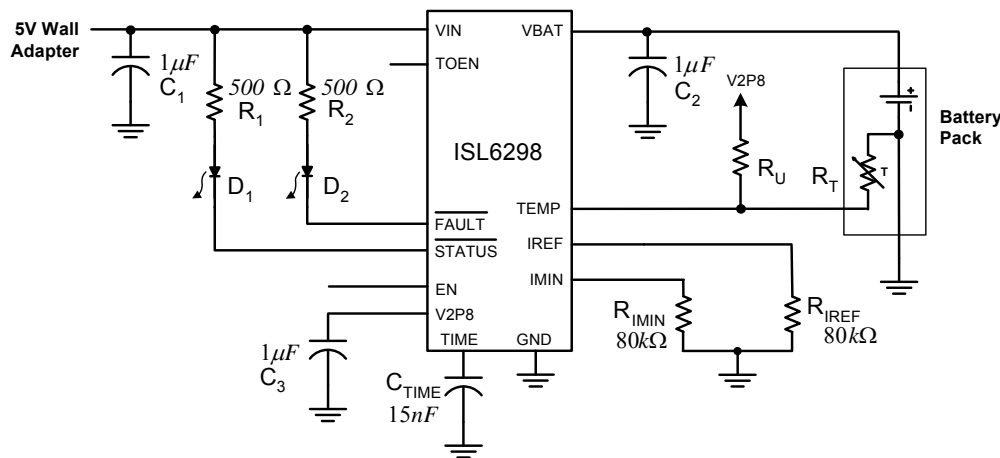 5V Wall
Adapter
1μF
C1
500 Ω
R1
500 Ω
R2
D1
D2
VIN
TOEN
ISL6298
FAULT
STATUS
EN
V2P8
TIME
GND
VBAT
TEMP
IREF
IMIN
1μF
C2
V2P8
RU
RT
T
+
Battery
Pack
RIMIN
80kΩ
RIREF
80kΩ
1μF
C3
CTIME
15nF